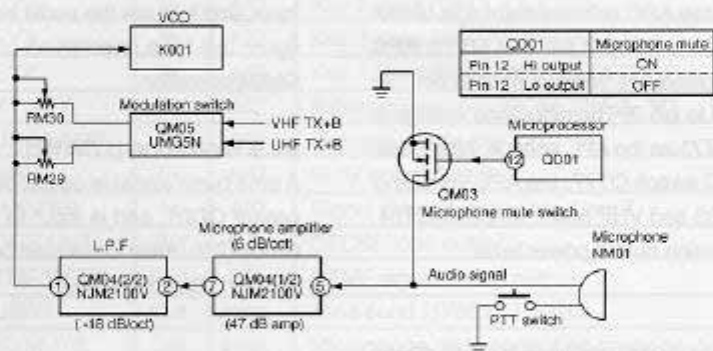 VCO
K001
QD01 Microphone mute
Pin 12 Hi output ON
Pin 12 Lo output OFF
RM30
Modulation switch
QM05
UMG5N
VHF TX+B
UHF TX+B
RM29
Microprocessor
12 QD01
QM03
Microphone mute switch
Microphone
NM01
L.P.F.
Microphone amplifier
(6 dB/oct)
1 QM04(2/2) 2
NJM2100V
7 QM04(1/2) 5
NJM2100V
Audio signal
PTT switch
(-18 dB/oct)
(47 dB amp)